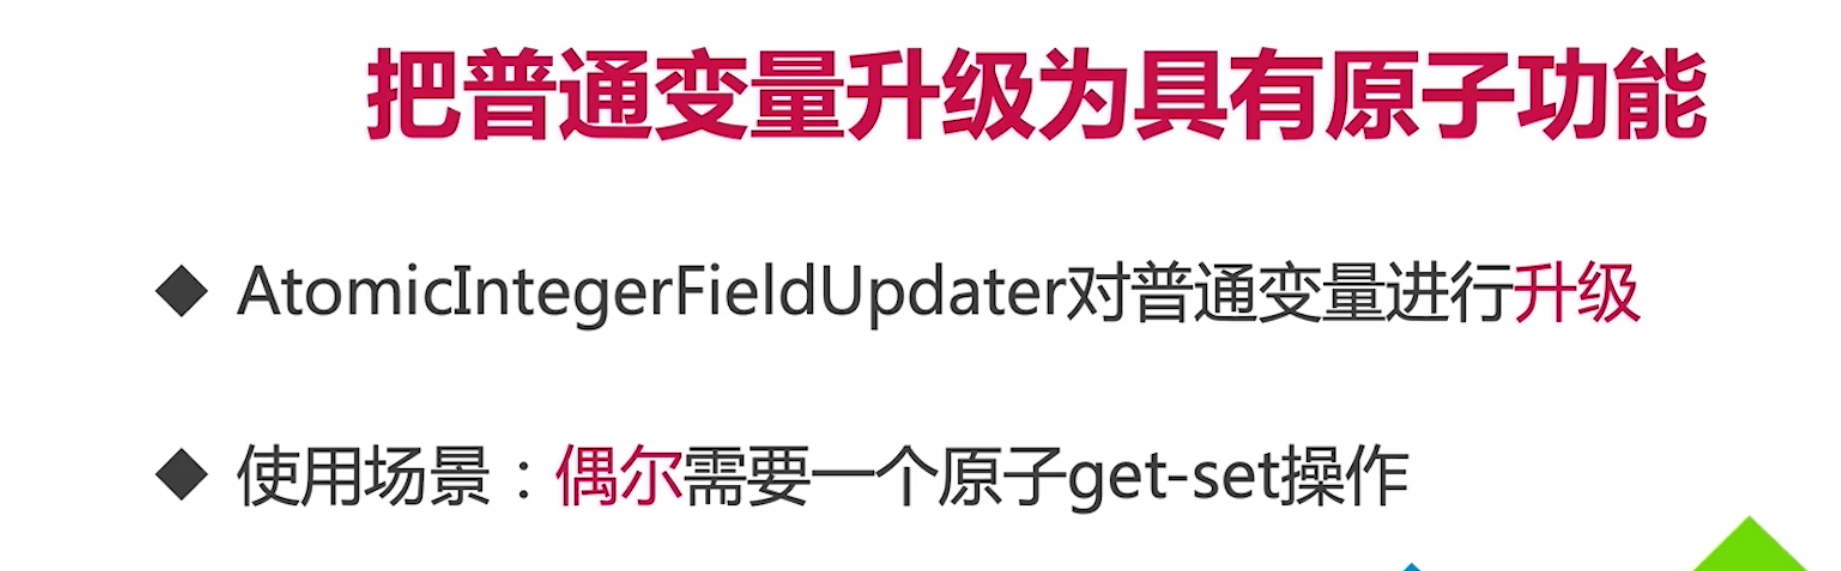 把普通变量升级为具有原子功能
AtomicIntegerFieldUpdater对普通变量进行升级
使用场景：偶尔需要一个原子get-set操作